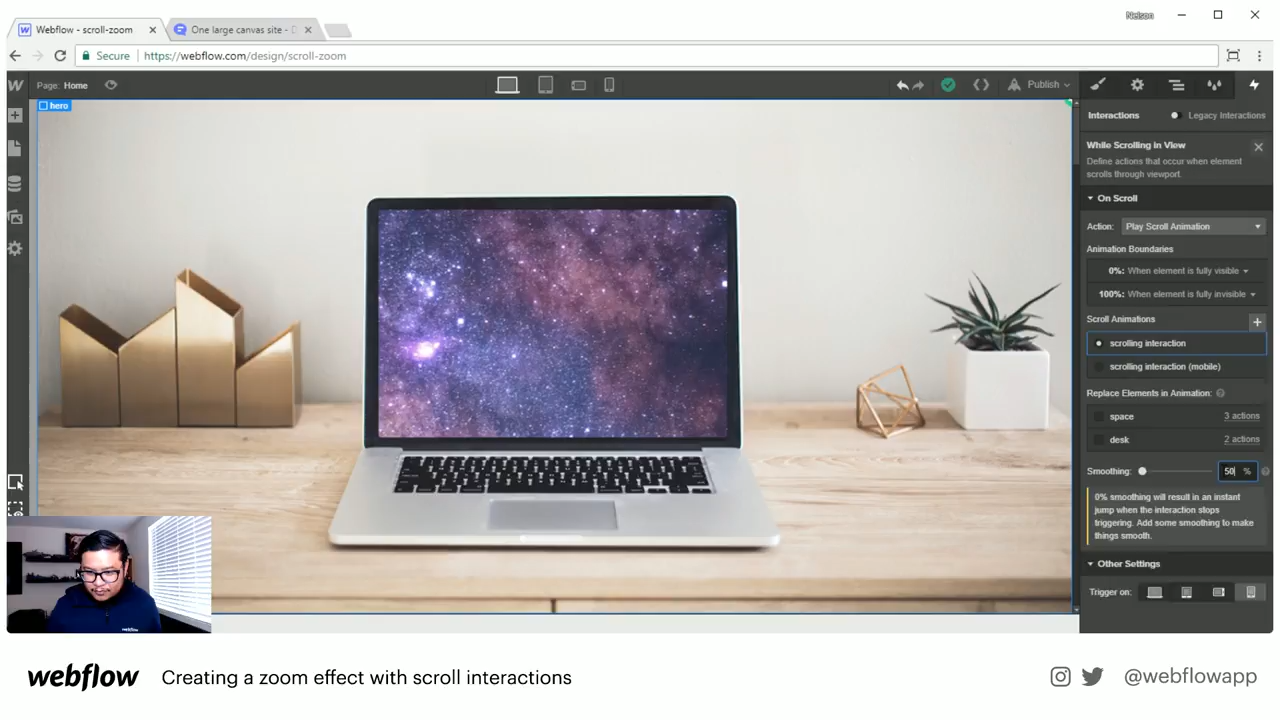 Nelson
Webflow - scroll-zoom
One large canvas site - D
Secure
https://webflow.com/design/scroll-zoom
Page: Home
Publish
hero
Interactions
Legacy Interactions
While Scrolling in View
Define actions that occur when element
scrolls through viewport.
On Scroll
Action: Play Scroll Animation
Animation Boundaries
0%: When element is fully visible
100%: When element is fully invisible
Scroll Animations
scrolling interaction
scrolling interaction (mobile)
Replace Elements in Animation:
space 3 actions
desk 2 actions
Smoothing: 50 %
0% smoothing will result in an instant
jump when the interaction stops
triggering. Add some smoothing to make
things smooth.
Other Settings
Trigger on:
webflow
Creating a zoom effect with scroll interactions
@webflowapp